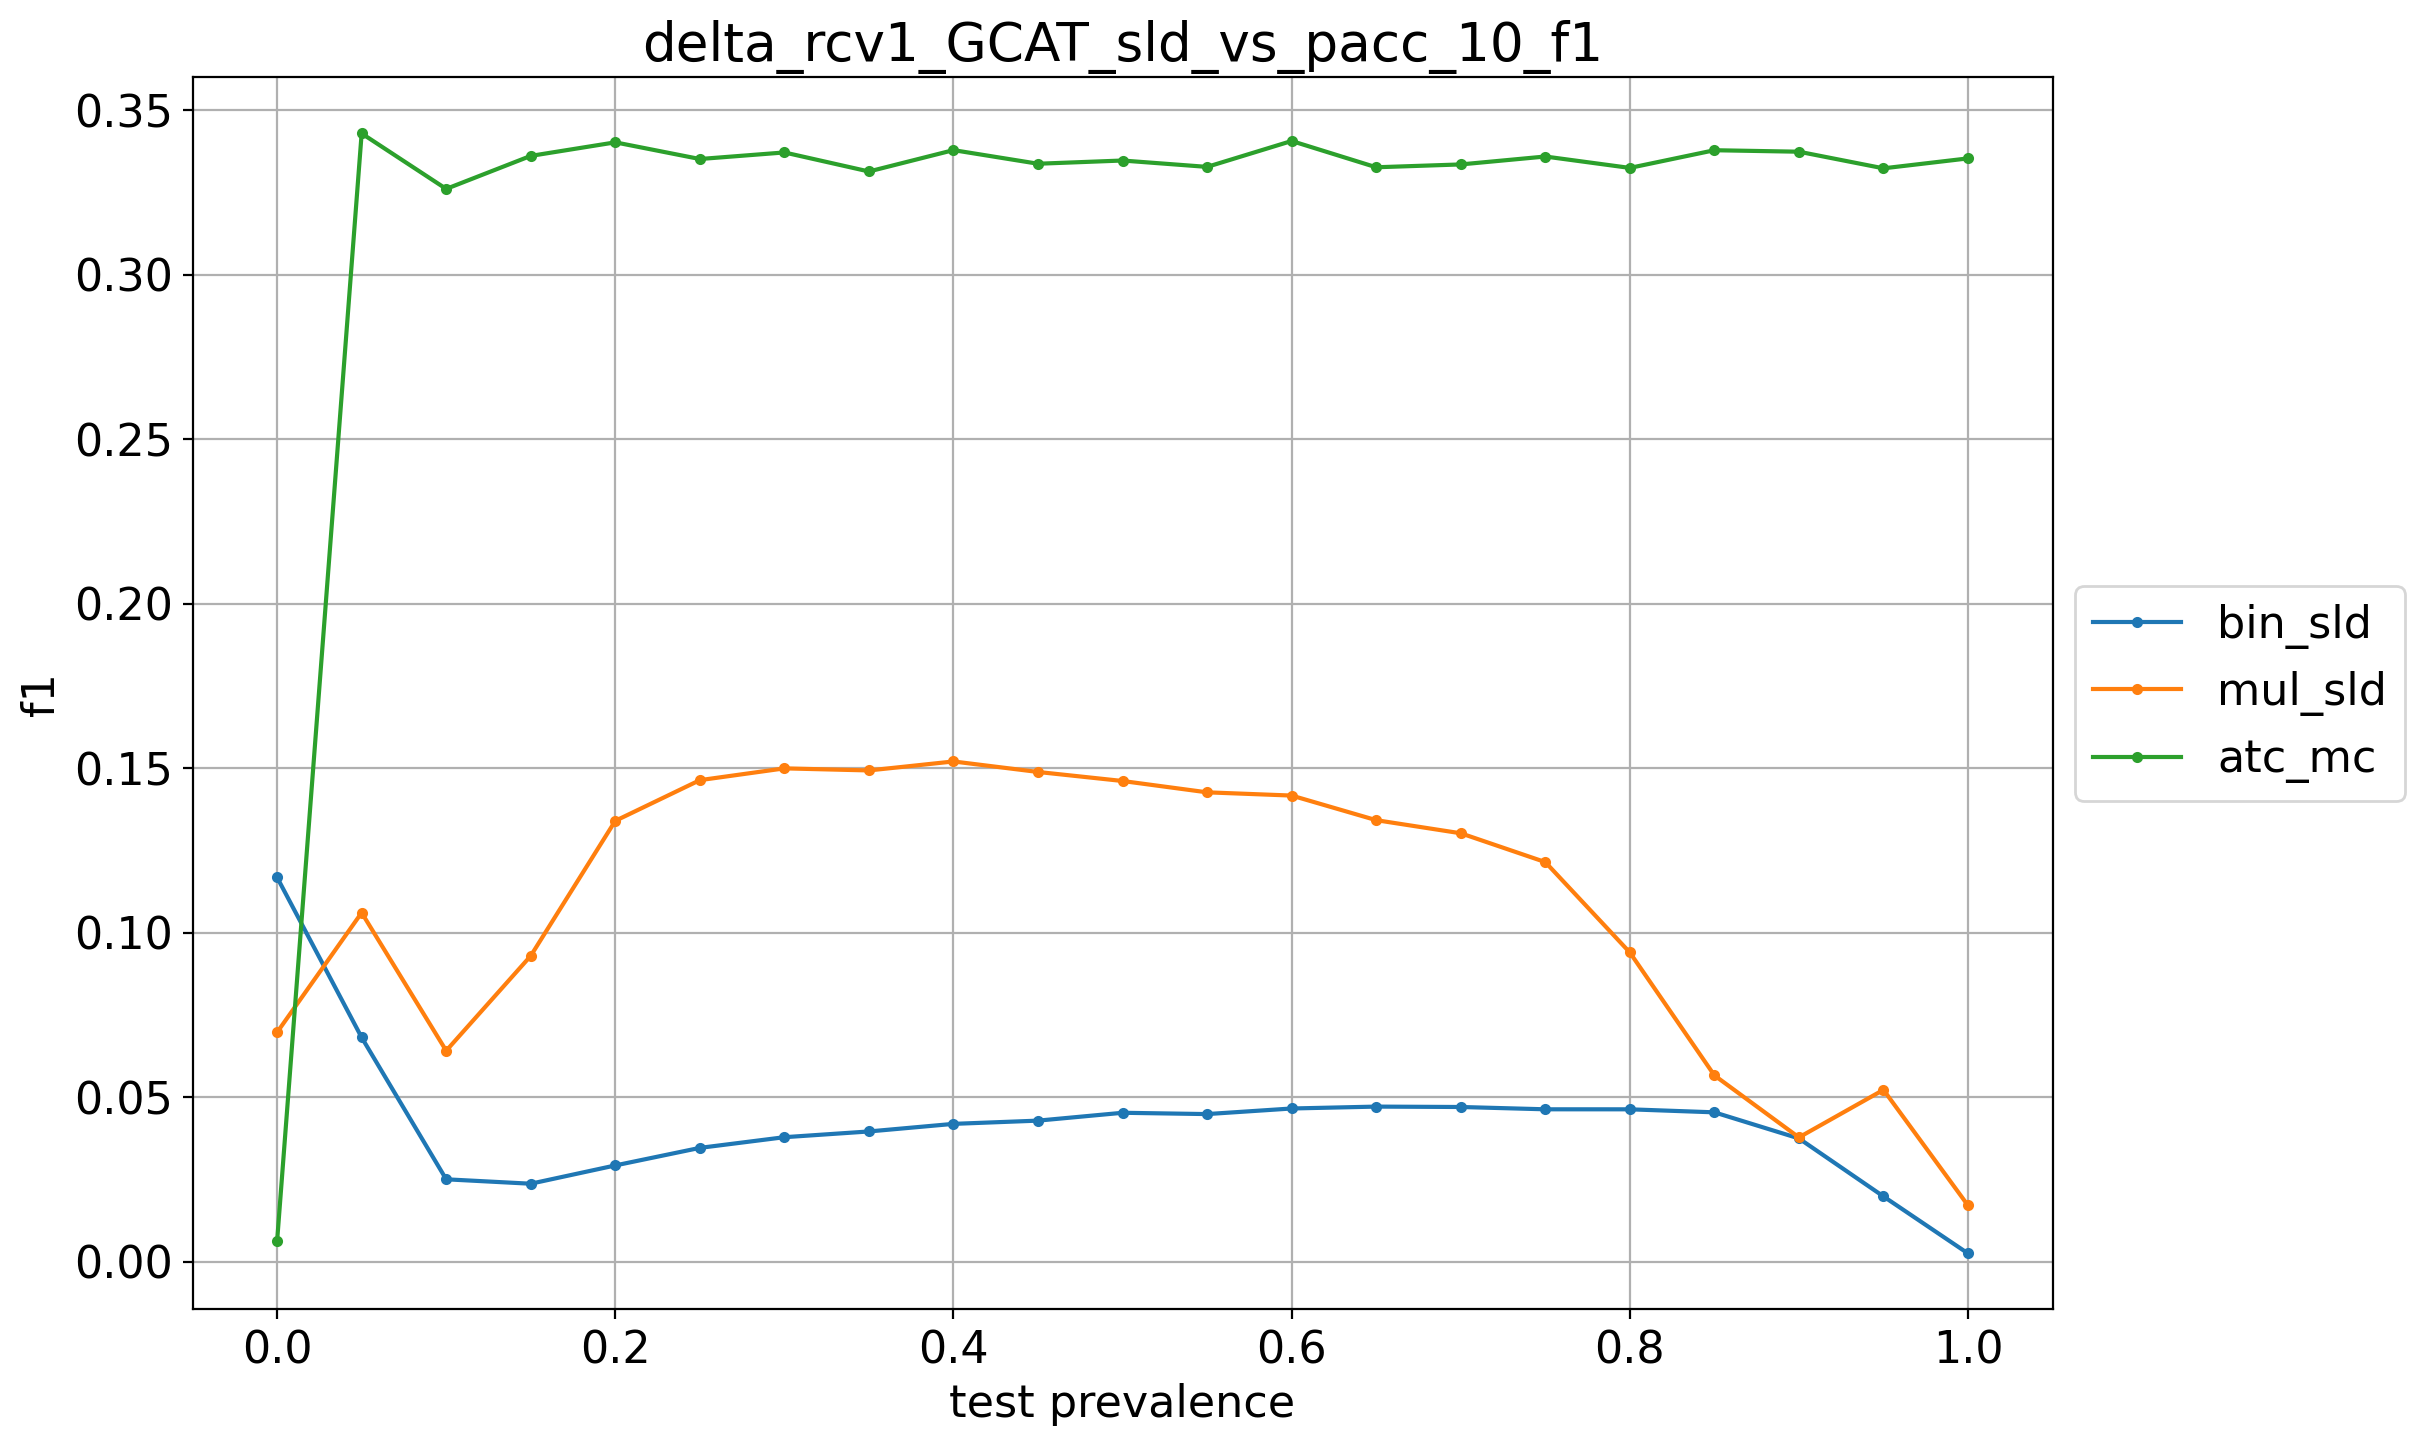 delta_rcv1_GCAT_sld_vs_pacc_10_f1
0.35
0.30
0.25
0.20
0.15
0.10
0.05
0.00
f1
0.0 0.2 0.4 0.6 0.8 1.0
test prevalence
bin_sld
mul_sld
atc_mc